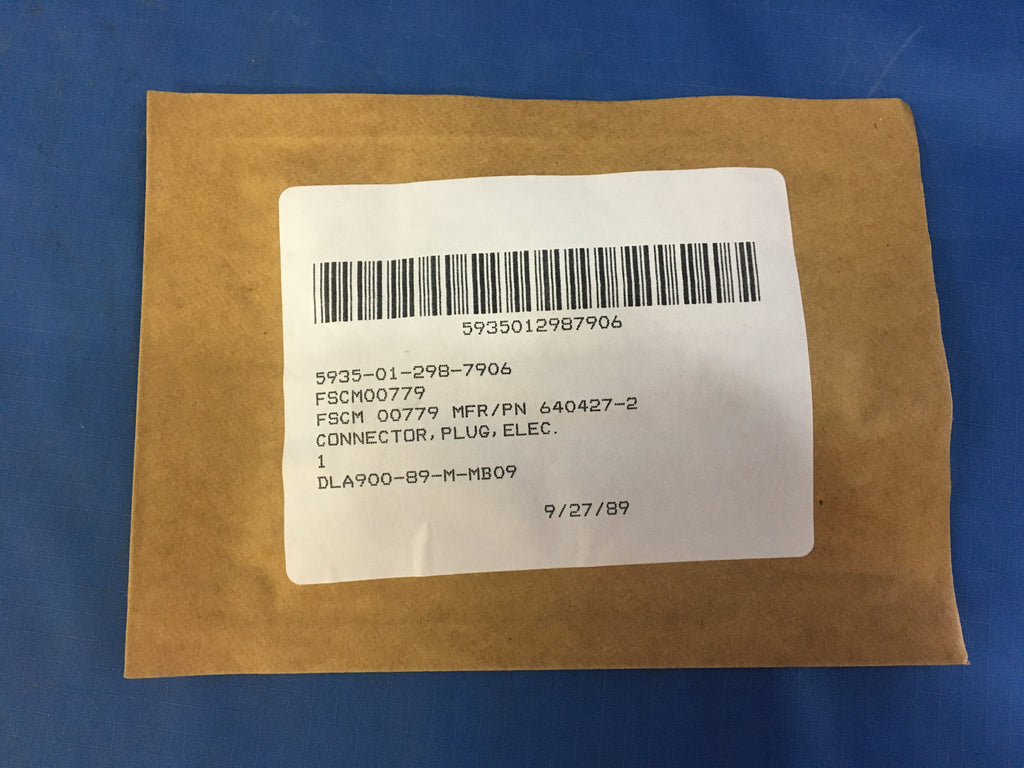 5935012987906
5935-01-298-7906
FSCM00779
FSCM 00779 MFR/PN 640427-2
CONNECTOR,PLUG,ELEC.
1
DLA900-89-M-MB09
9/27/89